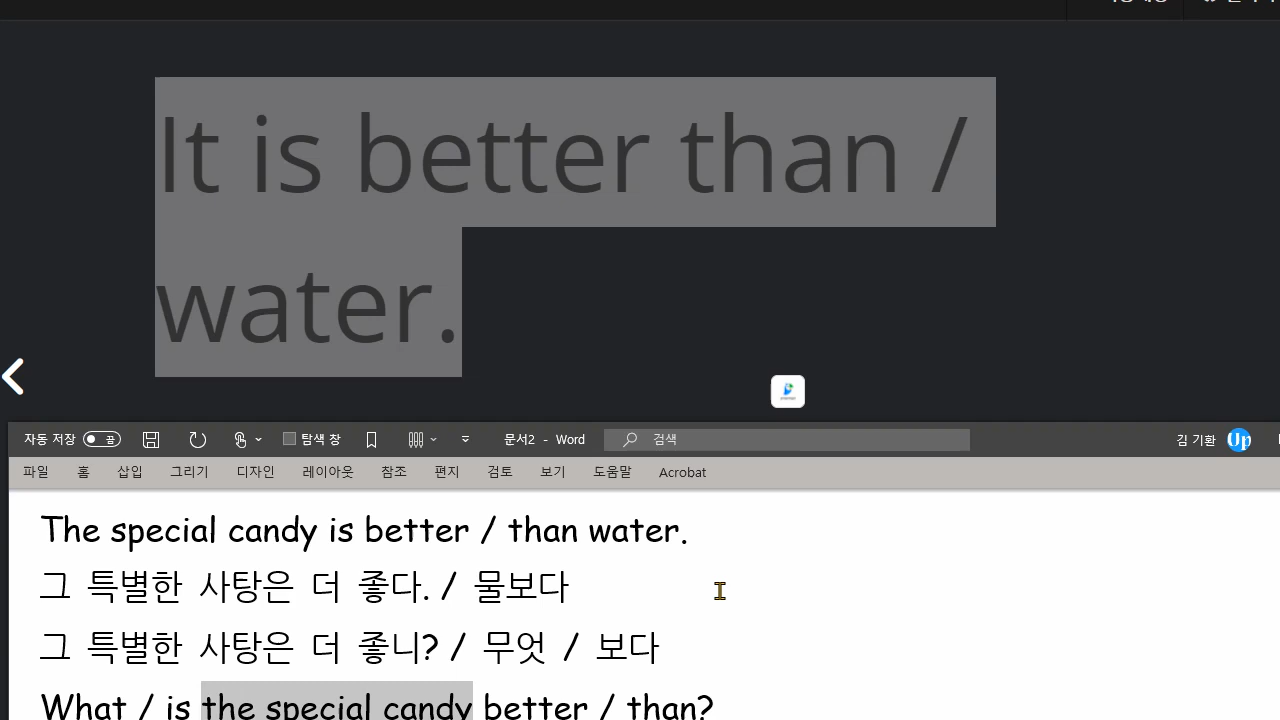 It is better than /
water.
자동 저장 끔 탐색 창 문서2 - Word 검색 김 기환 Up
파일 홈 삽입 그리기 디자인 레이아웃 참조 편지 검토 보기 도움말 Acrobat
The special candy is better / than water.
그 특별한 사탕은 더 좋다. / 물보다
그 특별한 사탕은 더 좋니? / 무엇 / 보다
What / is the special candy better / than?